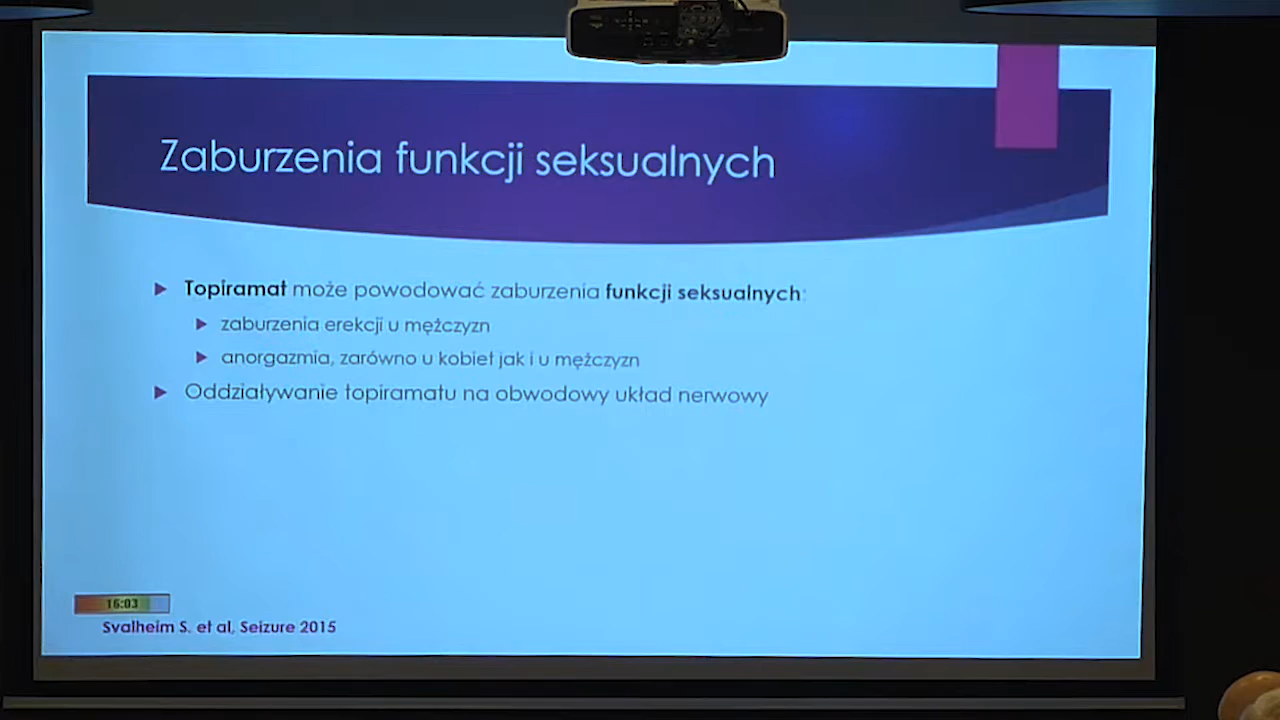 Zaburzenia funkcji seksualnych
Topiramat może powodować zaburzenia funkcji seksualnych:
zaburzenia erekcji u mężczyzn
anorgazmia, zarówno u kobiet jak i u mężczyzn
Oddziaływanie topiramatu na obwodowy układ nerwowy
16:03
Svalheim S. et al, Seizure 2015